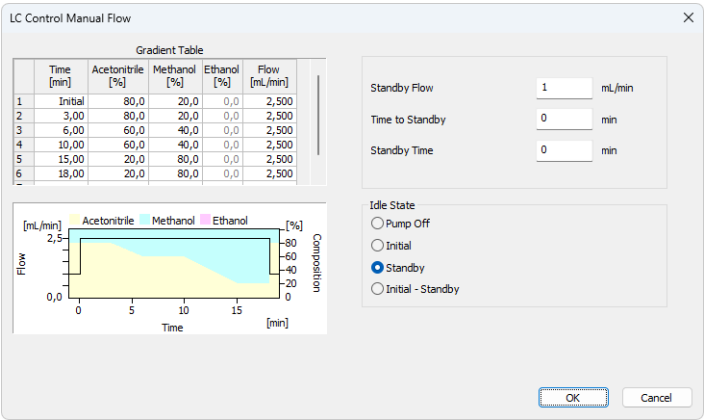 LC Control Manual Flow
Gradient Table
Time [min] Acetonitrile [%] Methanol [%] Ethanol [%] Flow [mL/min]
1 Initial 80,0 20,0 0,0 2,500
2 3,00 80,0 20,0 0,0 2,500
3 6,00 60,0 40,0 0,0 2,500
4 10,00 60,0 40,0 0,0 2,500
5 15,00 20,0 80,0 0,0 2,500
6 18,00 20,0 80,0 0,0 2,500
Standby Flow 1 mL/min
Time to Standby 0 min
Standby Time 0 min
[mL/min] Acetonitrile Methanol Ethanol [%]
2,5
80
60
40
20
0,0 0
Flow
Composition
0 5 10 15
Time [min]
Idle State
Pump Off
Initial
Standby
Initial - Standby
OK Cancel